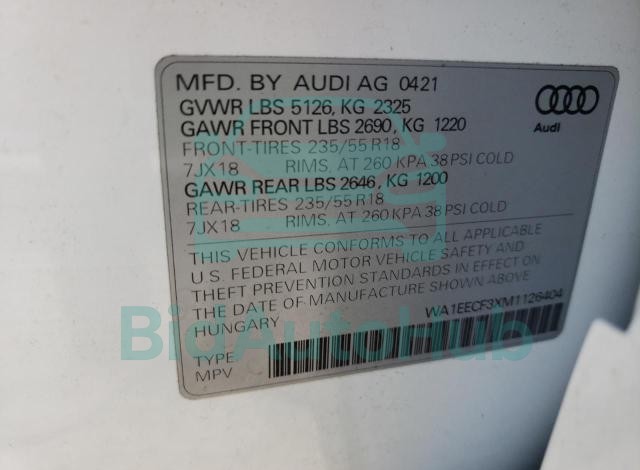 MFD. BY AUDI AG 0421
GVWR LBS 5126, KG 2325
GAWR FRONT LBS 2690, KG 1220
FRONT-TIRES 235/55 R18
7JX18 RIMS, AT 260 KPA 38 PSI COLD
GAWR REAR LBS 2646, KG 1200
REAR-TIRES 235/55 R18
7JX18 RIMS, AT 260 KPA 38 PSI COLD
THIS VEHICLE CONFORMS TO ALL APPLICABLE
U.S. FEDERAL MOTOR VEHICLE SAFETY AND
THEFT PREVENTION STANDARDS IN EFFECT ON
THE DATE OF MANUFACTURE SHOWN ABOVE.
HUNGARY
WA1EECF3XM1126404
TYPE
MPV
Audi
BidAutoHub